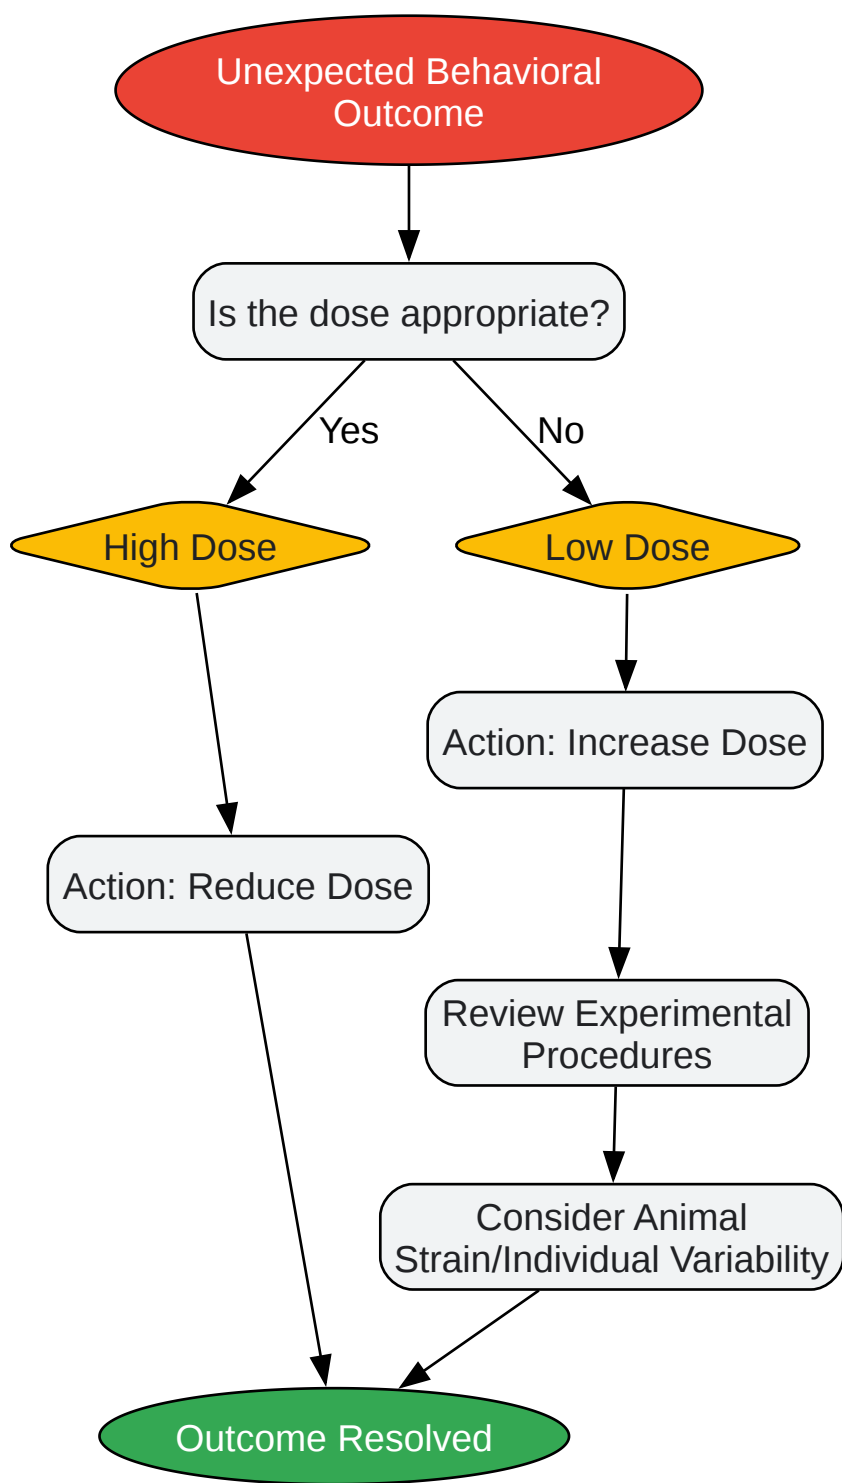 Unexpected Behavioral
Outcome
Is the dose appropriate?
Yes
No
High Dose
Low Dose
Action: Increase Dose
Action: Reduce Dose
Review Experimental
Procedures
Consider Animal
Strain/Individual Variability
Outcome Resolved